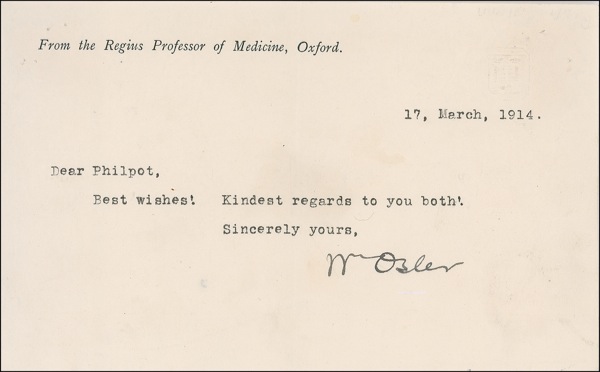 From the Regius Professor of Medicine, Oxford.
17, March, 1914.
Dear Philpot,
Best wishes! Kindest regards to you both!
Sincerely yours,
Wm Osler